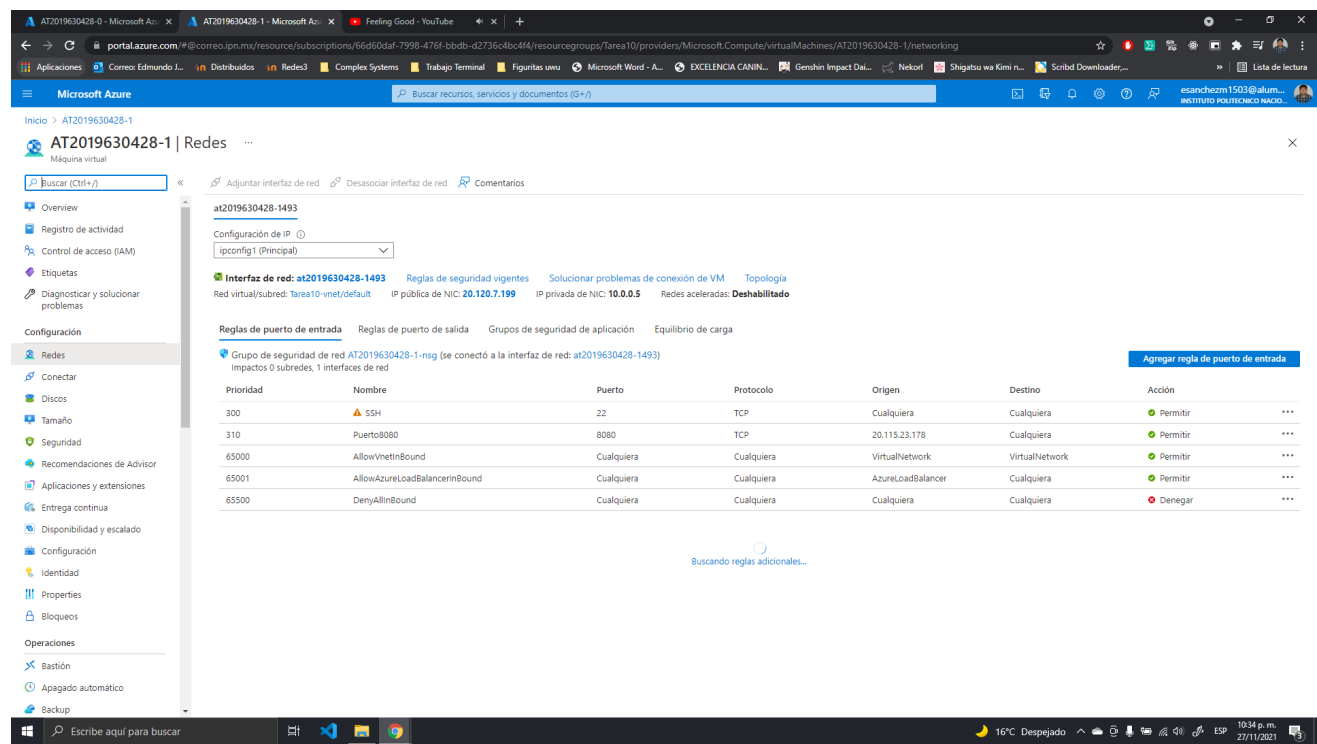 AT2019630428-0 - Microsoft Azu
AT2019630428-1 - Microsoft Azu
Feeling Good - YouTube
portal.azure.com/#@correo.ipn.mx/resource/subscriptions/66d60daf-7998-476f-bbdb-d2736c4bc4f4/resourcegroups/Tarea10/providers/Microsoft.Compute/virtualMachines/AT2019630428-1/networking
Aplicaciones
Correo: Edmundo J...
Distribuidos
Redes3
Complex Systems
Trabajo Terminal
Figuritas uwu
Microsoft Word - A...
EXCELENCIA CANIN...
Genshin Impact Dai...
Nekorl
Shigatsu wa Kimi n...
Scribd Downloader,...
»
Lista de lectura
Microsoft Azure
Buscar recursos, servicios y documentos (G+/)
esanchezm1503@alum...
INSTITUTO POLITECNICO NACIO...
Inicio > AT2019630428-1
AT2019630428-1 | Redes ...
Máquina virtual
Buscar (Ctrl+/)
«
Adjuntar interfaz de red
Desasociar interfaz de red
Comentarios
Overview
Registro de actividad
Control de acceso (IAM)
Etiquetas
Diagnosticar y solucionar
problemas
Configuración
Redes
Conectar
Discos
Tamaño
Seguridad
Recomendaciones de Advisor
Aplicaciones y extensiones
Entrega continua
Disponibilidad y escalado
Configuración
Identidad
Properties
Bloqueos
Operaciones
Bastión
Apagado automático
Backup
at2019630428-1493
Configuración de IP
ipconfig1 (Principal)
Interfaz de red: at2019630428-1493 Reglas de seguridad vigentes Solucionar problemas de conexión de VM Topología
Red virtual/subred: Tarea10-vnet/default IP pública de NIC: 20.120.7.199 IP privada de NIC: 10.0.0.5 Redes aceleradas: Deshabilitado
Reglas de puerto de entrada Reglas de puerto de salida Grupos de seguridad de aplicación Equilibrio de carga
Grupo de seguridad de red AT2019630428-1-nsg (se conectó a la interfaz de red: at2019630428-1493)
Impactos 0 subredes, 1 interfaces de red
Agregar regla de puerto de entrada
Prioridad Nombre Puerto Protocolo Origen Destino Acción
300 SSH 22 TCP Cualquiera Cualquiera Permitir ...
310 Puerto8080 8080 TCP 20.115.23.178 Cualquiera Permitir ...
65000 AllowVnetInBound Cualquiera Cualquiera VirtualNetwork VirtualNetwork Permitir ...
65001 AllowAzureLoadBalancerInBound Cualquiera Cualquiera AzureLoadBalancer Cualquiera Permitir ...
65500 DenyAllInBound Cualquiera Cualquiera Cualquiera Cualquiera Denegar ...
Buscando reglas adicionales...
Escribe aquí para buscar
16°C Despejado
ESP
10:34 p. m.
27/11/2021
3